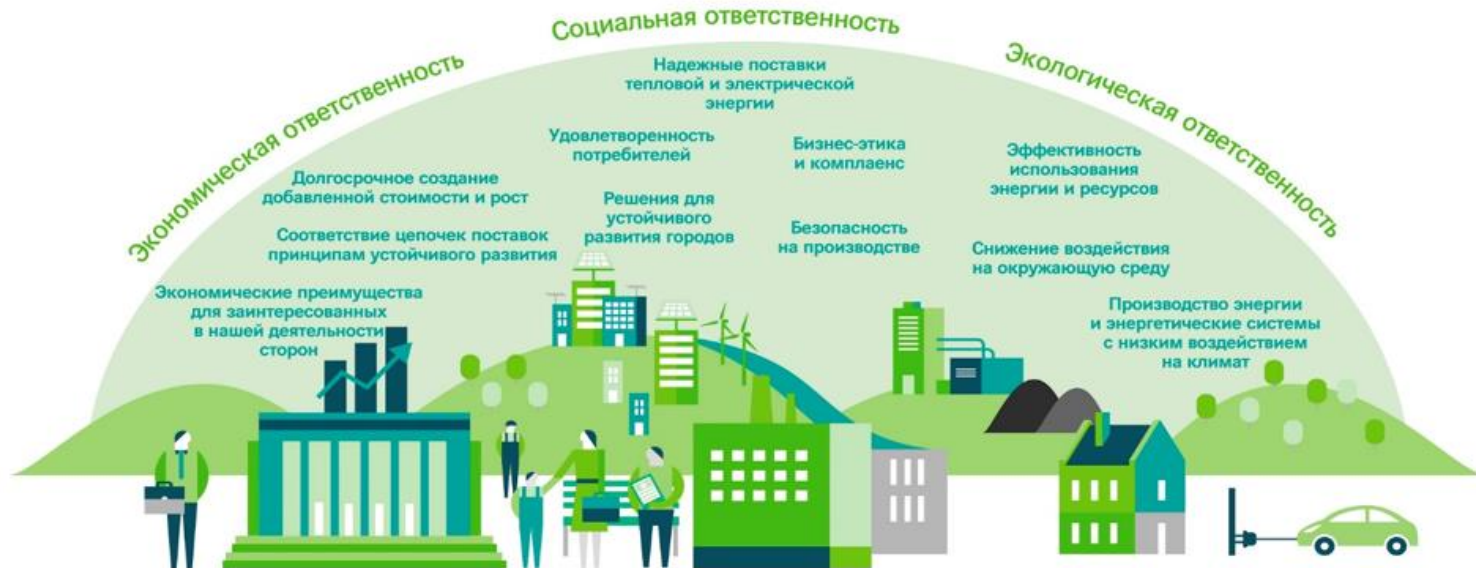 Экономическая ответственность
Социальная ответственность
Экологическая ответственность
Надежные поставки
тепловой и электрической
энергии
Удовлетворенность
потребителей
Бизнес-этика
и комплаенс
Эффективность
использования
энергии и ресурсов
Долгосрочное создание
добавленной стоимости и рост
Решения для
устойчивого
развития городов
Безопасность
на производстве
Соответствие цепочек поставок
принципам устойчивого развития
Снижение воздействия
на окружающую среду
Экономические преимущества
для заинтересованных
в нашей деятельности
сторон
Производство энергии
и энергетические системы
с низким воздействием
на климат